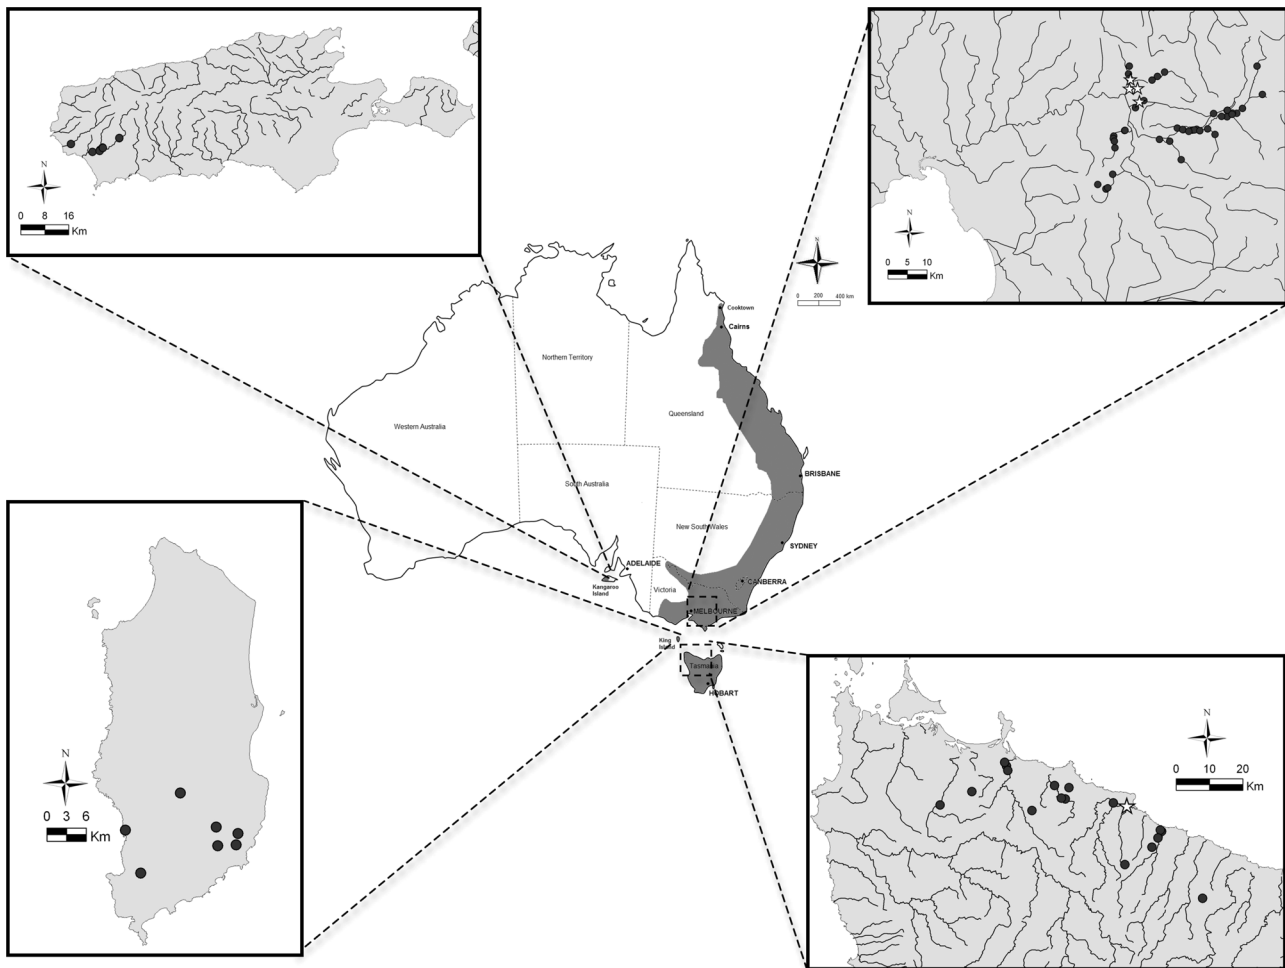 N
0 8 16
Km
N
0 5 10
Km
N
0 200 400 km
Cooktown
Cairns
Northern Territory
Queensland
Western Australia
BRISBANE
South Australia
New South Wales
SYDNEY
ADELAIDE
CANBERRA
Kangaroo
Island
Victoria
MELBOURNE
King
Island
Tasmania
HOBART
N
0 3 6
Km
N
0 10 20
Km